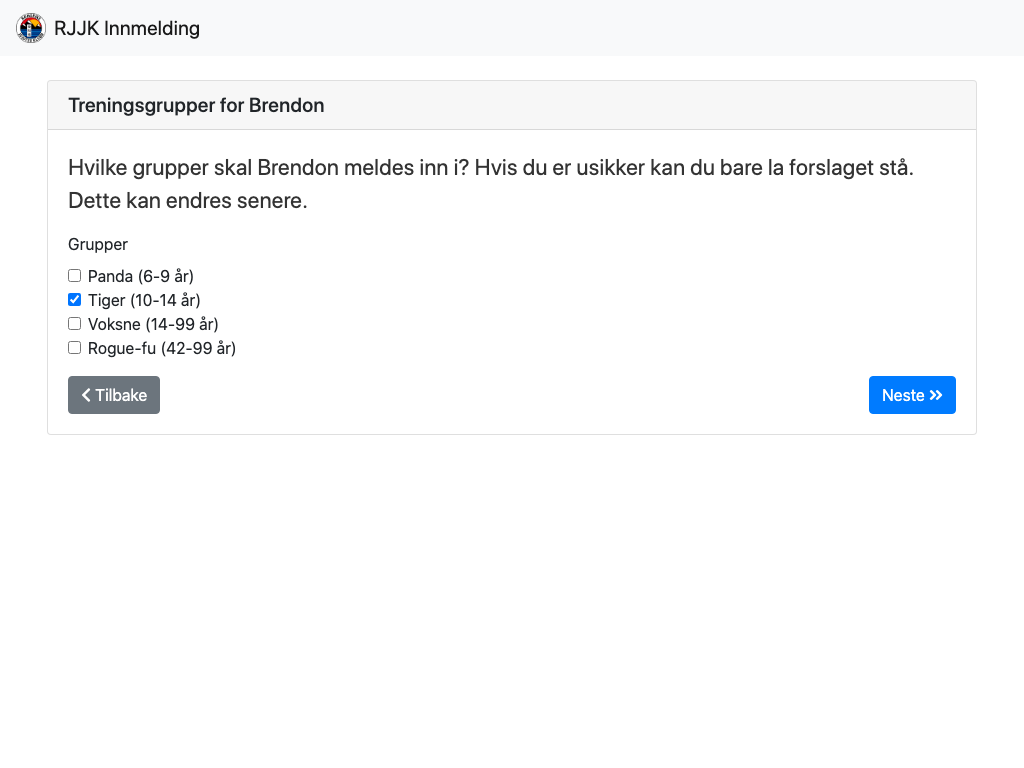 RJJK Innmelding
Treningsgrupper for Brendon
Hvilke grupper skal Brendon meldes inn i? Hvis du er usikker kan du bare la forslaget stå.
Dette kan endres senere.
Grupper
Panda (6-9 år)
Tiger (10-14 år)
Voksne (14-99 år)
Rogue-fu (42-99 år)
Tilbake
Neste